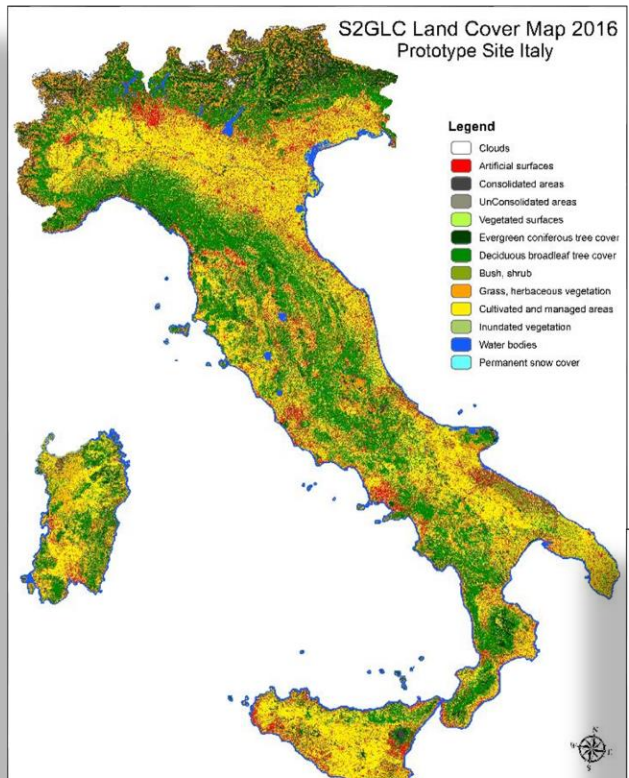 S2GLC Land Cover Map 2016
Prototype Site Italy
Legend
Clouds
Artificial surfaces
Consolidated areas
UnConsolidated areas
Vegetated surfaces
Evergreen coniferous tree cover
Deciduous broadleaf tree cover
Bush, shrub
Grass, herbaceous vegetation
Cultivated and managed areas
Inundated vegetation
Water bodies
Permanent snow cover
N
W
E
S